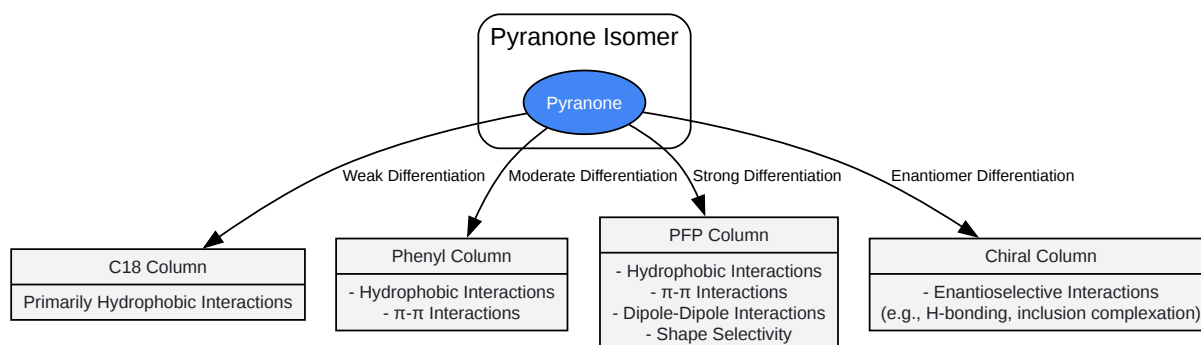 Pyranone Isomer
Pyranone
Weak Differentiation
Moderate Differentiation
Strong Differentiation
Enantiomer Differentiation
C18 Column
Primarily Hydrophobic Interactions
Phenyl Column
- Hydrophobic Interactions
- π-π Interactions
PFP Column
- Hydrophobic Interactions
- π-π Interactions
- Dipole-Dipole Interactions
- Shape Selectivity
Chiral Column
- Enantioselective Interactions
(e.g., H-bonding, inclusion complexation)